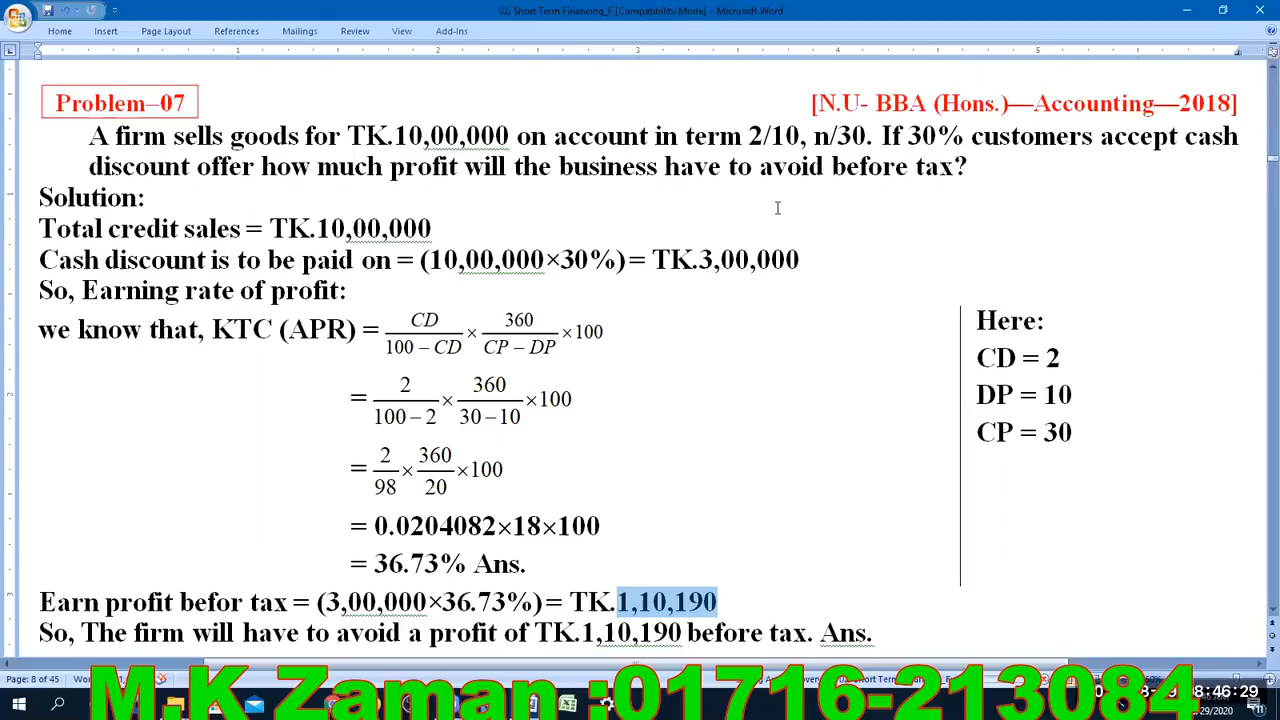 02. Short Term Financing_F [Compatibility Mode] - Microsoft Word
Home Insert Page Layout References Mailings Review View Add-Ins
Problem–07 [N.U- BBA (Hons.)—Accounting—2018]
A firm sells goods for TK.10,00,000 on account in term 2/10, n/30. If 30% customers accept cash
discount offer how much profit will the business have to avoid before tax?
Solution:
Total credit sales = TK.10,00,000
Cash discount is to be paid on = (10,00,000×30%)= TK.3,00,000
So, Earning rate of profit:
we know that, KTC (APR) = CD/(100 – CD) × 360/(CP – DP) ×100
Here:
CD = 2
DP = 10
CP = 30
= 2/(100 – 2) × 360/(30 – 10) ×100
= 2/98 × 360/20 ×100
= 0.0204082×18×100
= 36.73% Ans.
Earn profit befor tax = (3,00,000×36.73%)= TK.1,10,190
So, The firm will have to avoid a profit of TK.1,10,190 before tax. Ans.
Page: 8 of 45
M.K Zaman :01716-213084
8:46:29